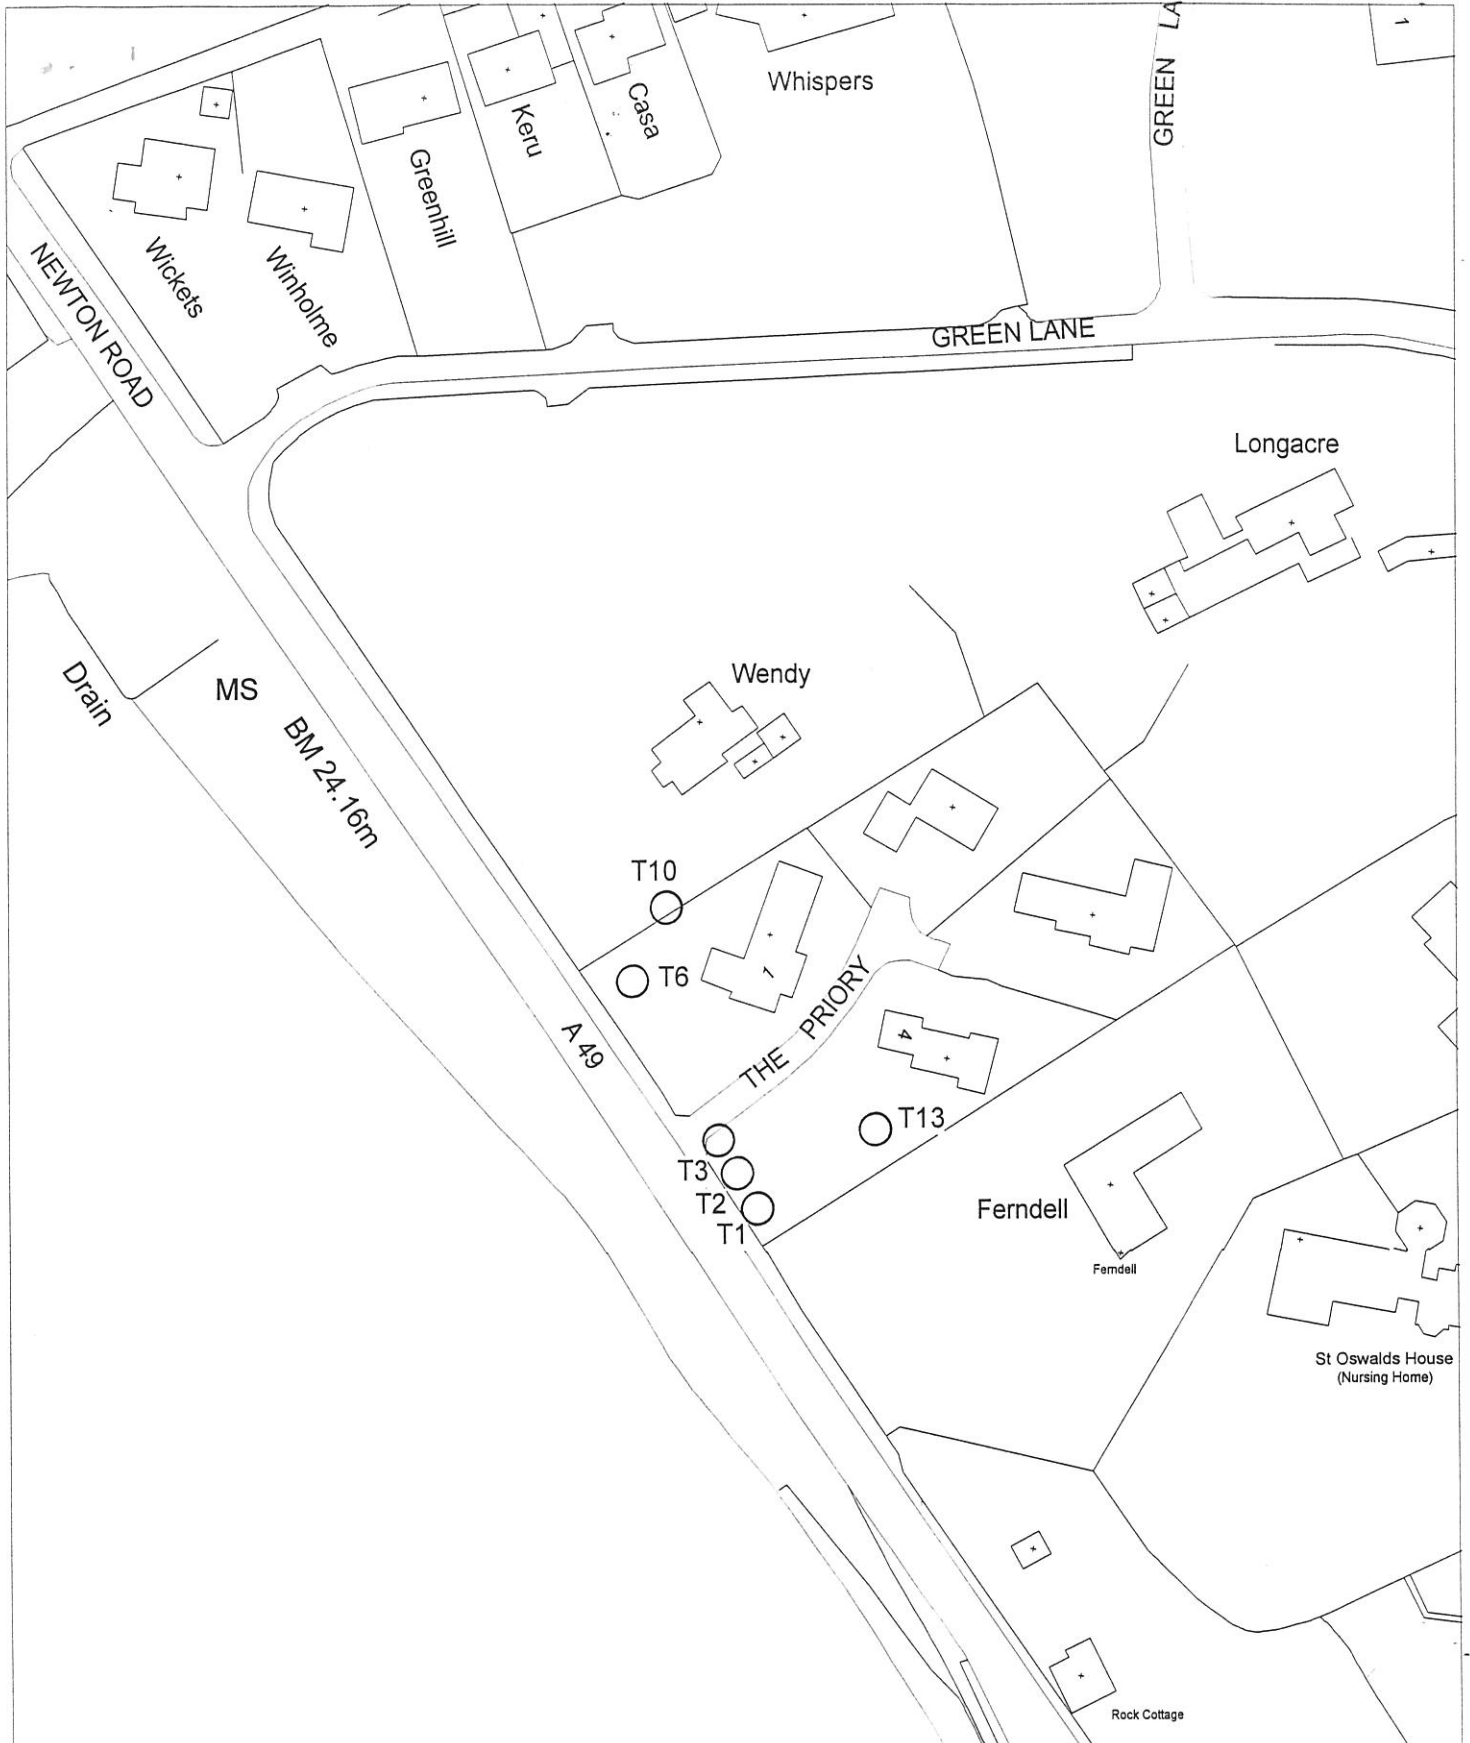 GREEN LA
1
Whispers
Casa
Keru
Greenhill
Wickets
Winholme
NEWTON ROAD
GREEN LANE
Longacre
Wendy
Drain
MS
BM 24.16m
T10
T6
1
THE PRIORY
A 49
4
T13
T3
T2
T1
Ferndell
Ferndell
St Oswalds House
(Nursing Home)
Rock Cottage